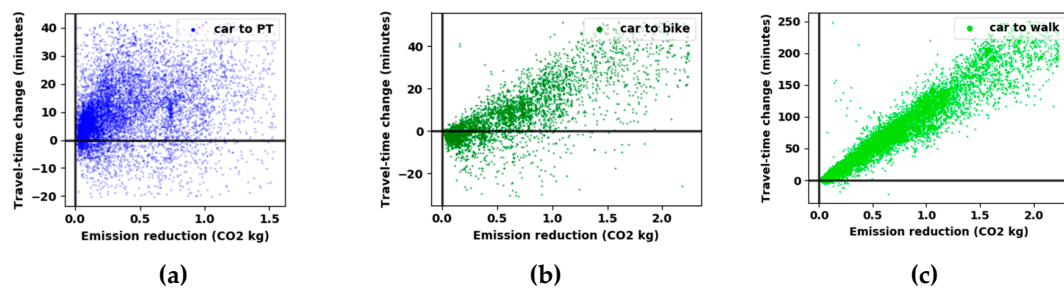 Travel-time change (minutes)
40
30
20
10
0
−10
−20
car to PT
0.0 0.5 1.0 1.5
Emission reduction (CO2 kg)
(a)
Travel-time change (minutes)
40
20
0
−20
car to bike
0.0 0.5 1.0 1.5 2.0
Emission reduction (CO2 kg)
(b)
Travel-time change (minutes)
250
200
150
100
50
0
car to walk
0.0 0.5 1.0 1.5 2.0
Emission reduction (CO2 kg)
(c)